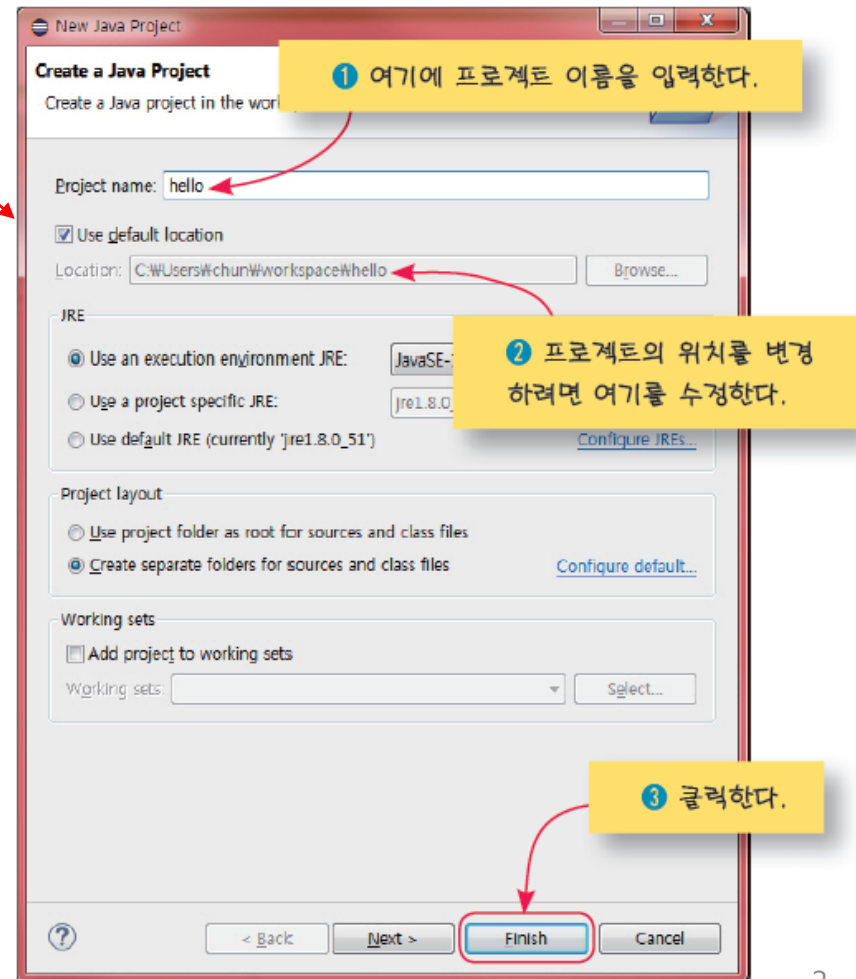 New Java Project
Create a Java Project
Create a Java project in the wor
❶ 여기에 프로젝트 이름을 입력한다.
Project name: hello
Use default location
Location: C:₩Users₩chun₩workspace₩hello
Browse...
JRE
Use an execution environment JRE:
JavaSE-
❷ 프로젝트의 위치를 변경
하려면 여기를 수정한다.
Use a project specific JRE:
jre1.8.0_
Use default JRE (currently 'jre1.8.0_51')
Configure JREs...
Project layout
Use project folder as root for sources and class files
Create separate folders for sources and class files
Configure default...
Working sets
Add project to working sets
Working sets:
Select...
❸ 클릭한다.
? < Back Next > Finish Cancel